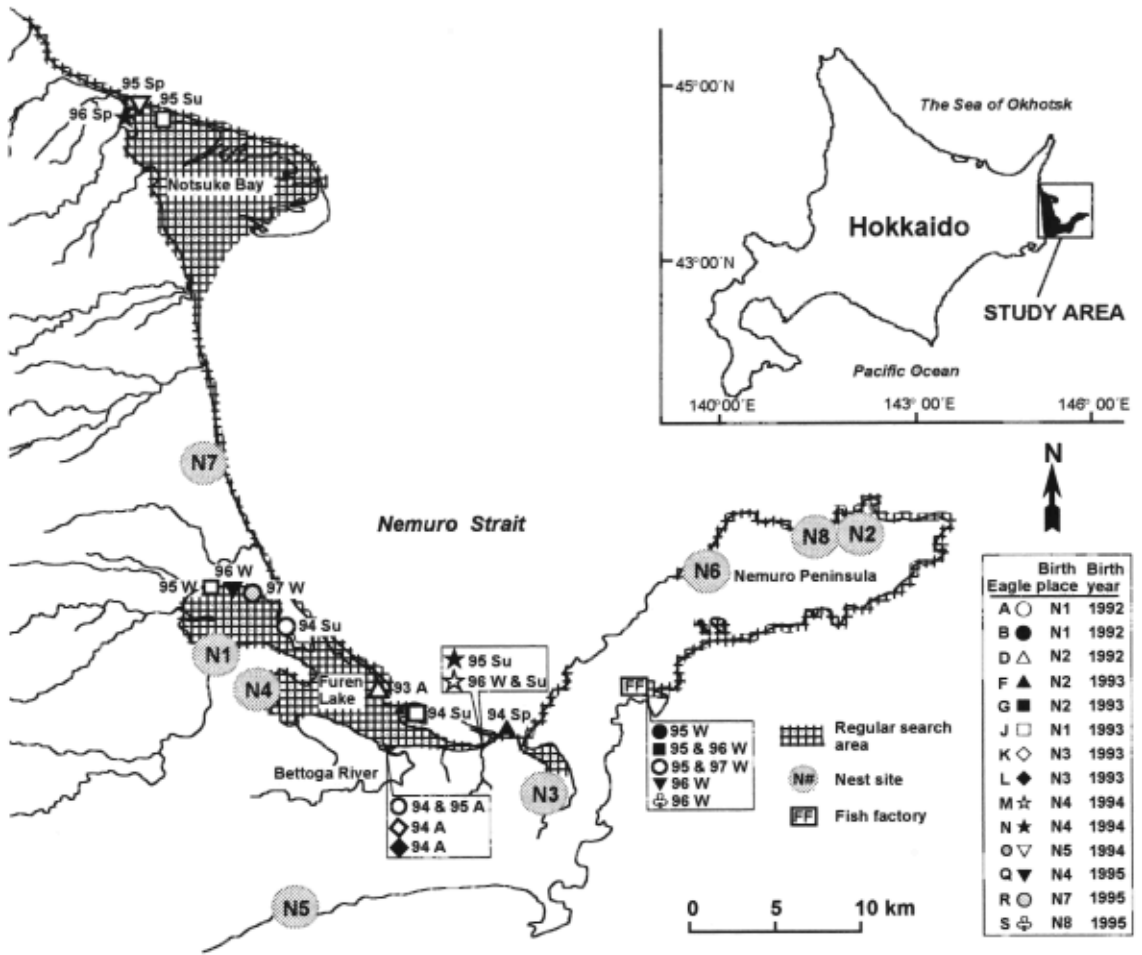 95 Sp
95 Su
96 Sp
Notsuke Bay
N7
Nemuro Strait
96 W
95 W
97 W
94 Su
N1
N4
Furen
Lake
93 A
94 Su
★ 95 Su
☆ 96 W & Su
94 Sp
Bettoga River
○ 94 & 95 A
◇ 94 A
◆ 94 A
N3
N5
N6
N8
N2
Nemuro Peninsula
FF
● 95 W
■ 95 & 96 W
○ 95 & 97 W
▼ 96 W
♧ 96 W
45°00´N
The Sea of Okhotsk
Hokkaido
43°00´N
STUDY AREA
Pacific Ocean
140°00´E
143° 00´E
146° 00´E
N
Regular search
area
N# Nest site
FF Fish factory
0 5 10 km
Eagle Birth place Birth year
A ○ N1 1992
B ● N1 1992
D △ N2 1992
F ▲ N2 1993
G ■ N2 1993
J □ N1 1993
K ◇ N3 1993
L ◆ N3 1993
M ☆ N4 1994
N ★ N4 1994
O ▽ N5 1994
Q ▼ N4 1995
R ○ N7 1995
S ♧ N8 1995